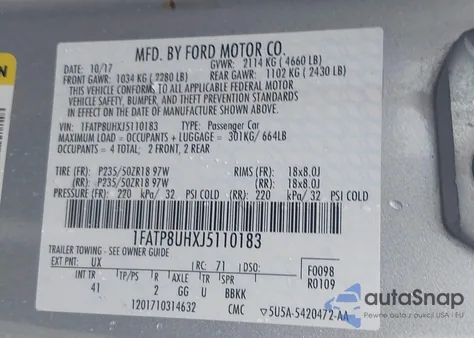 MFD. BY FORD MOTOR CO.
DATE: 10/17 GVWR: 2114 KG (4660 LB)
FRONT GAWR: 1034 KG (2280 LB) REAR GAWR: 1102 KG (2430 LB)
THIS VEHICLE CONFORMS TO ALL APPLICABLE FEDERAL MOTOR
VEHICLE SAFETY, BUMPER, AND THEFT PREVENTION STANDARDS
IN EFFECT ON THE DATE OF MANUFACTURE SHOWN ABOVE.
VIN: 1FATP8UHXJ5110183 TYPE: Passenger Car
MAXIMUM LOAD = OCCUPANTS + LUGGAGE = 301KG/ 664LB
OCCUPANTS = 4 TOTAL; 2 FRONT, 2 REAR
TIRE (FR): P235/50ZR18 97W RIMS (FR): 18x8.0J
(RR): P235/50ZR18 97W (RR): 18x8.0J
PRESSURE (FR): 220 kPa/ 32 PSI COLD (RR): 220 kPa/ 32 PSI COLD
1FATP8UHXJ5110183
TRAILER TOWING - SEE OWNER GUIDE
EXT PNT: UX RC: 71 DSO: F0098
INT TR TP/PS R AXLE TR SPR R0109
41 2 GG U BBKK
1201710314632 CMC 5U5A-5420472-AA
autoSnap
AUTO FROM USA / EU